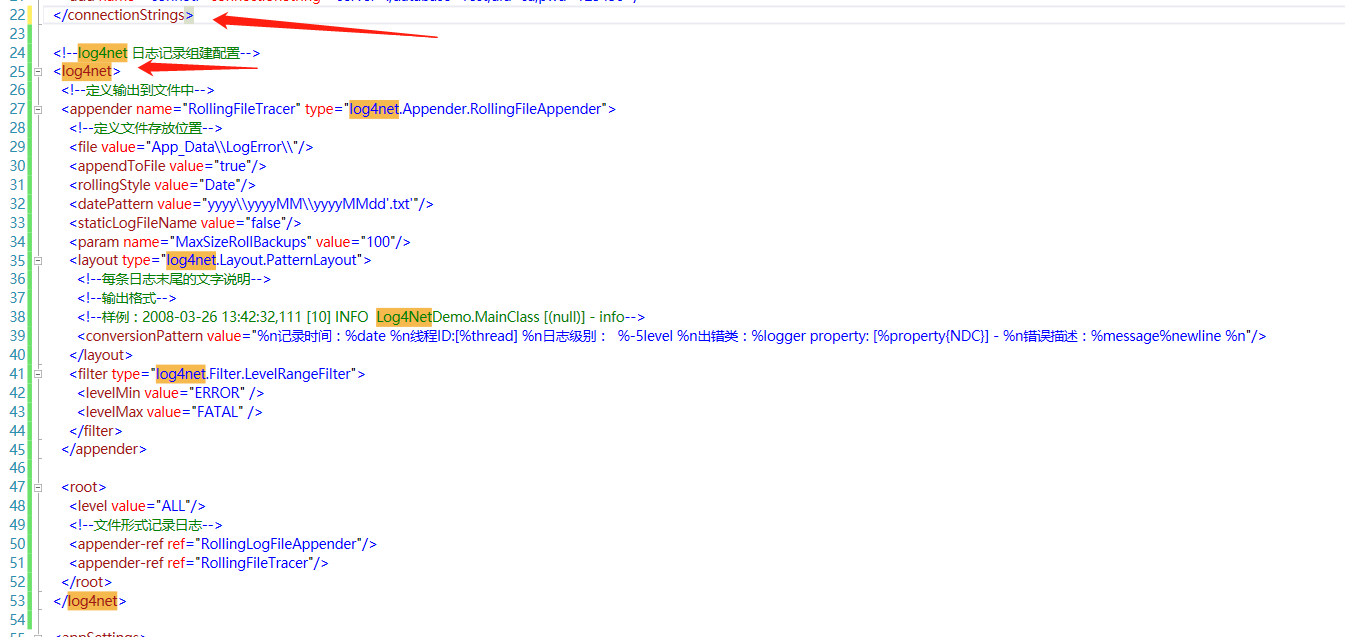 22 </connectionStrings>
23
24 <!--log4net 日志记录组建配置-->
25 <log4net>
26 <!--定义输出到文件中-->
27 <appender name="RollingFileTracer" type="log4net.Appender.RollingFileAppender">
28 <!--定义文件存放位置-->
29 <file value="App_Data\\LogError\\"/>
30 <appendToFile value="true"/>
31 <rollingStyle value="Date"/>
32 <datePattern value="yyyy\\yyyyMM\\yyyyMMdd'.txt'"/>
33 <staticLogFileName value="false"/>
34 <param name="MaxSizeRollBackups" value="100"/>
35 <layout type="log4net.Layout.PatternLayout">
36 <!--每条日志末尾的文字说明-->
37 <!--输出格式-->
38 <!--样例：2008-03-26 13:42:32,111 [10] INFO  Log4NetDemo.MainClass [(null)] - info-->
39 <conversionPattern value="%n记录时间：%date %n线程ID:[%thread] %n日志级别：  %-5level %n出错类：%logger property: [%property{NDC}] - %n错误描述：%message%newline %n"/>
40 </layout>
41 <filter type="log4net.Filter.LevelRangeFilter">
42 <levelMin value="ERROR" />
43 <levelMax value="FATAL" />
44 </filter>
45 </appender>
46
47 <root>
48 <level value="ALL"/>
49 <!--文件形式记录日志-->
50 <appender-ref ref="RollingLogFileAppender"/>
51 <appender-ref ref="RollingFileTracer"/>
52 </root>
53 </log4net>
54
55 <appSettings>